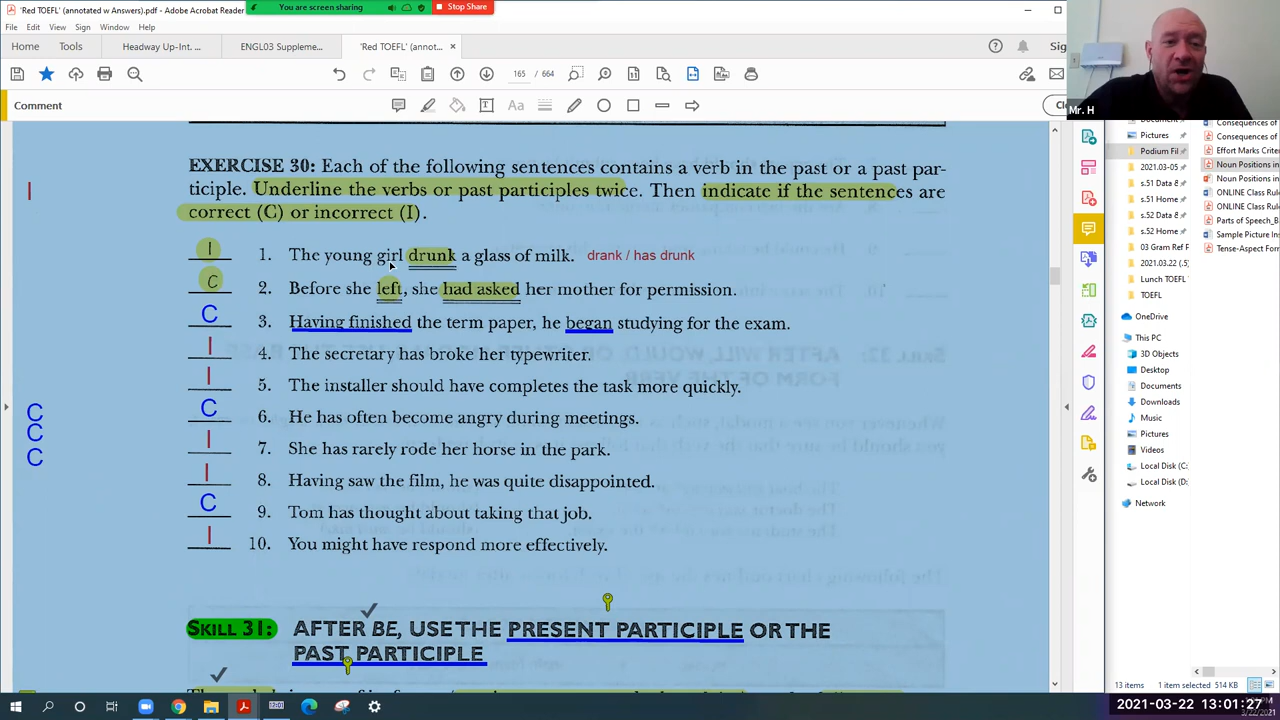 'Red TOEFL' (annotated w Answers).pdf - Adobe Acrobat Reader
You are screen sharing
Stop Share
File Edit View Sign Window Help
Home Tools Headway Up-Int. ... ENGL03 Suppleme... 'Red TOEFL' (annot... ×
165 / 664
Comment
Mr. H
EXERCISE 30: Each of the following sentences contains a verb in the past or a past par-
ticiple. Underline the verbs or past participles twice. Then indicate if the sentences are
correct (C) or incorrect (I).
I 1. The young girl drunk a glass of milk. drank / has drunk
C 2. Before she left, she had asked her mother for permission.
C 3. Having finished the term paper, he began studying for the exam.
I 4. The secretary has broke her typewriter.
I 5. The installer should have completes the task more quickly.
C 6. He has often become angry during meetings.
I 7. She has rarely rode her horse in the park.
I 8. Having saw the film, he was quite disappointed.
C 9. Tom has thought about taking that job.
I 10. You might have respond more effectively.
I
C
C
C
SKILL 31: AFTER BE, USE THE PRESENT PARTICIPLE OR THE
PAST PARTICIPLE
Pictures
Podium Fil
2021.03-05
s.51 Data &
s.51 Home
s.52 Data &
s.52 Home
03 Gram Ref
2021.03.22 (.5)
Lunch TOEFL
TOEFL
OneDrive
This PC
3D Objects
Desktop
Documents
Downloads
Music
Pictures
Videos
Local Disk (C:
Local Disk (D:
Network
Consequences of
Consequences of
Effort Marks Criter
Noun Positions in
Noun Positions in
ONLINE Class Rule
ONLINE Class Rule
Parts of Speech_B
Sample Picture Ins
Tense-Aspect Form
13 items 1 item selected 514 KB
12:01
2021-03-22 13:01:27